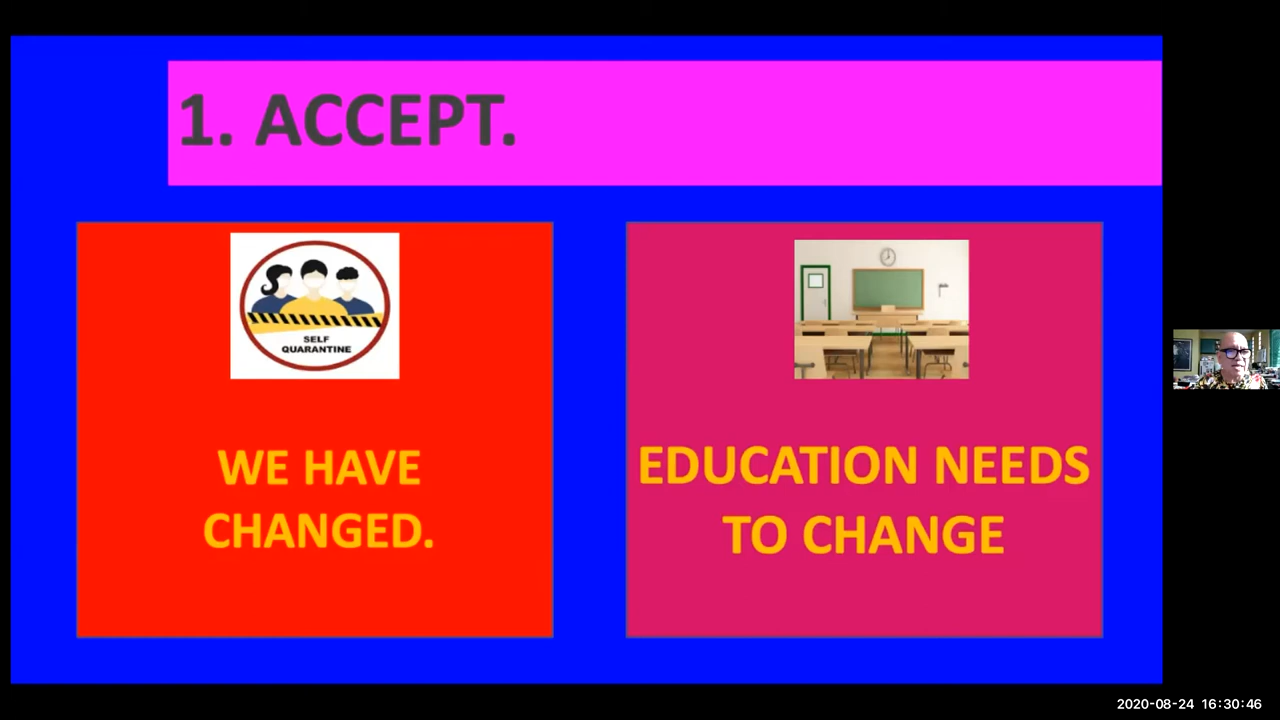 1. ACCEPT.
SELF
QUARANTINE
WE HAVE
CHANGED.
EDUCATION NEEDS
TO CHANGE
2020-08-24 16:30:46